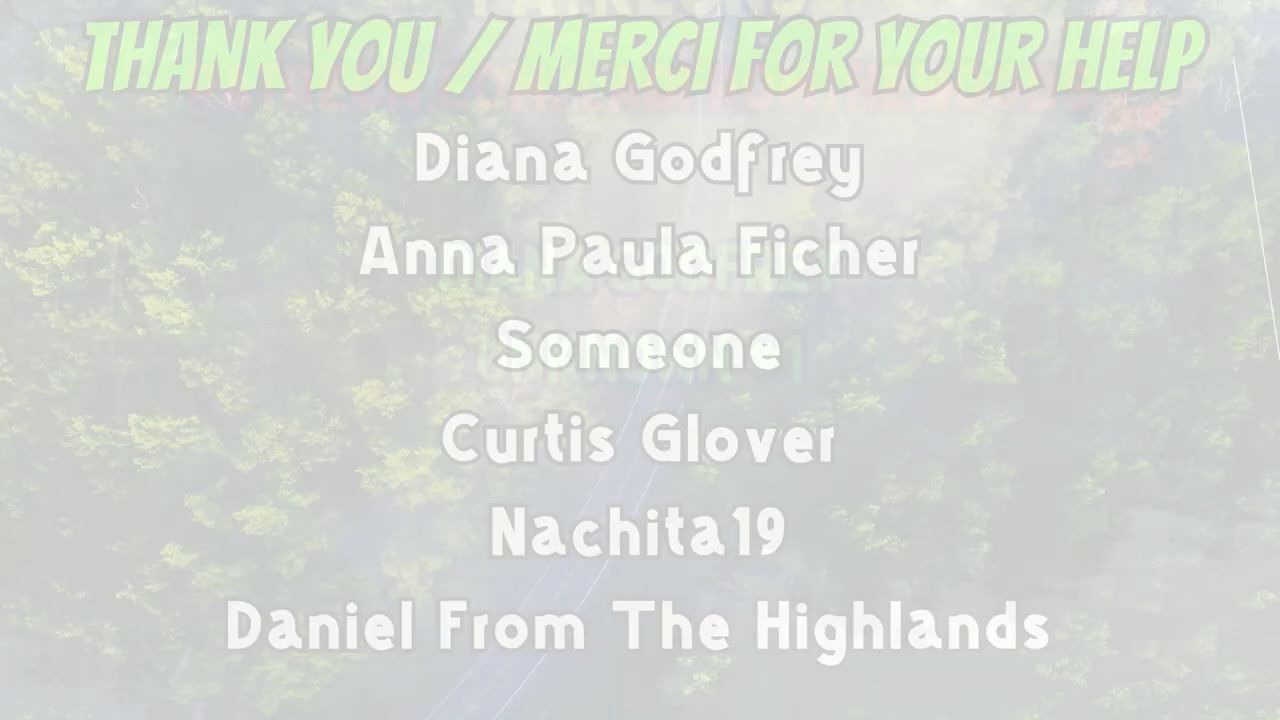 THANK YOU / MERCI FOR YOUR HELP
Diana Godfrey
Anna Paula Ficher
Someone
Curtis Glover
Nachita19
Daniel From The Highlands